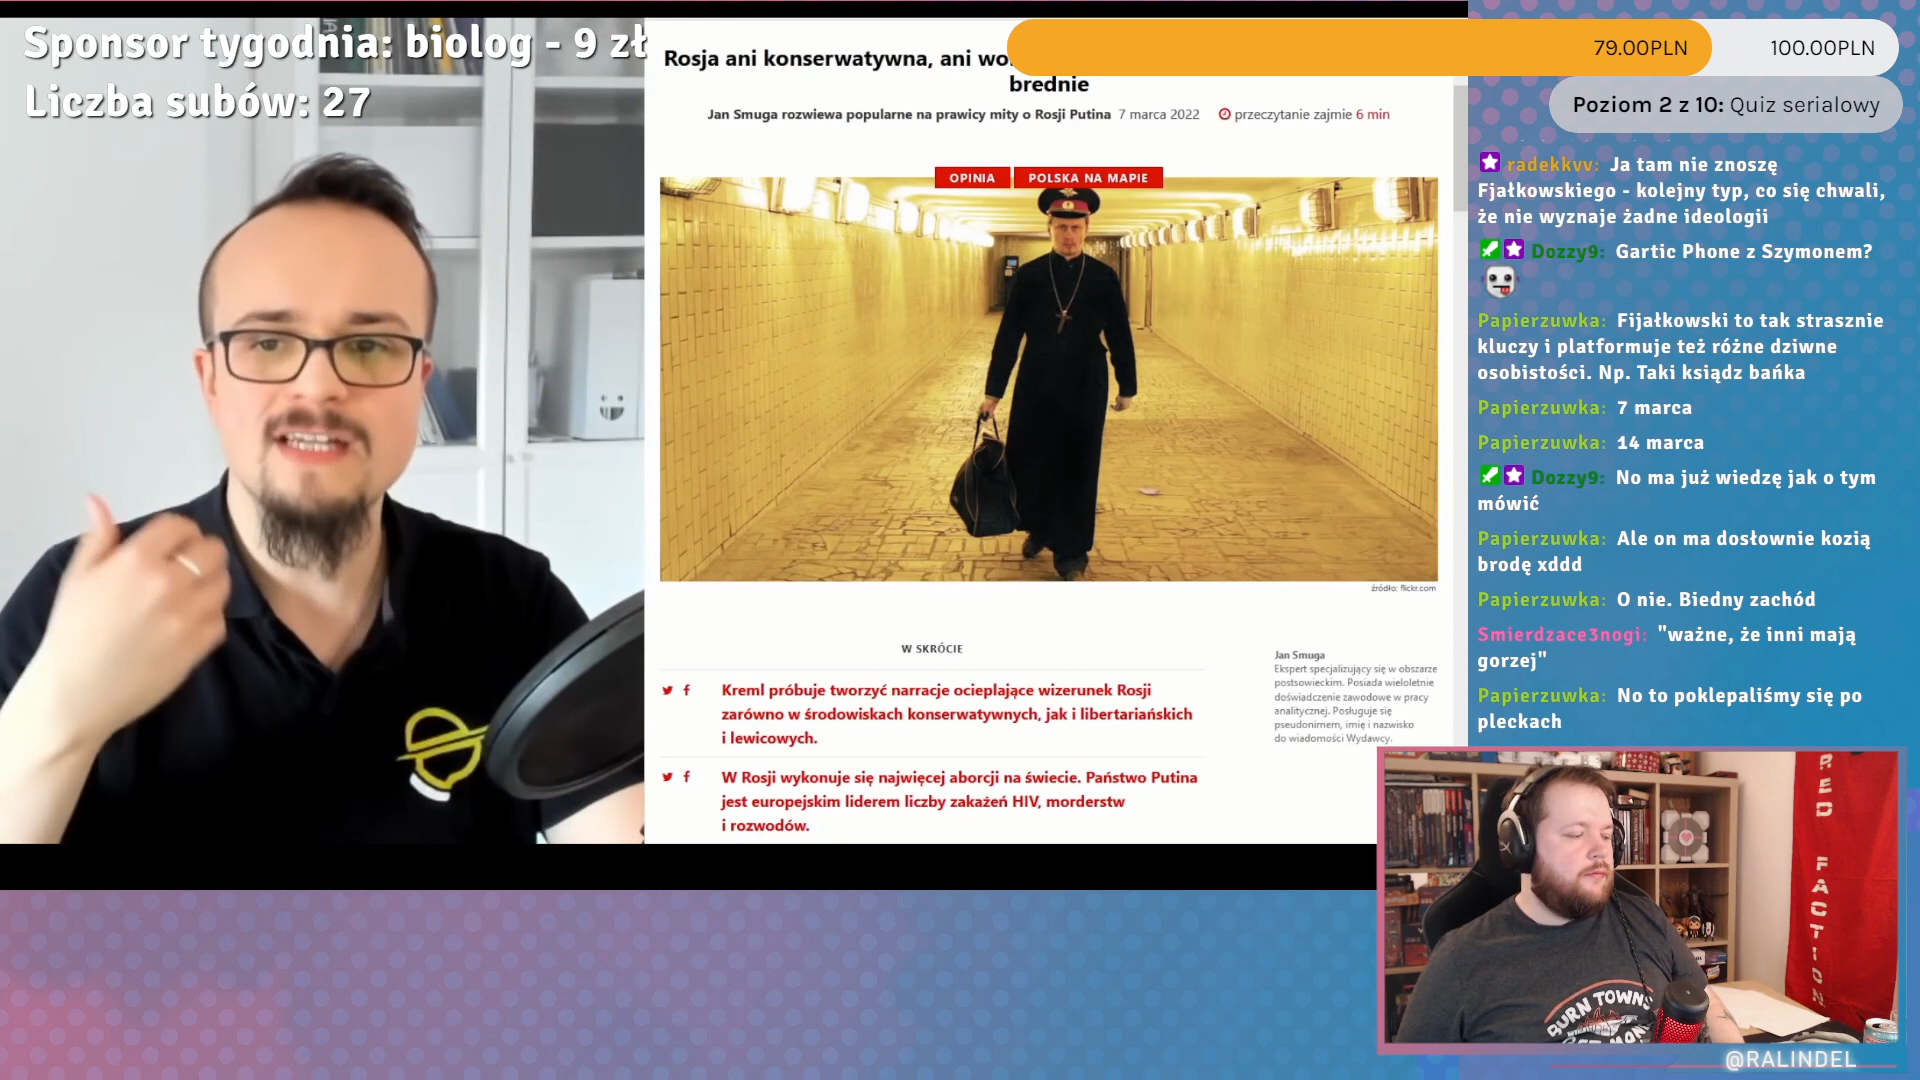 Sponsor tygodnia: biolog - 9 zł
Liczba subów: 27
Rosja ani konserwatywna, ani
brednie
Jan Smuga rozwiewa popularne na prawicy mity o Rosji Putina 7 marca 2022 przeczytanie zajmie 6 min
OPINIA POLSKA NA MAPIE
źródło: flickr.com
W SKRÓCIE
Kreml próbuje tworzyć narracje ocieplające wizerunek Rosji
zarówno w środowiskach konserwatywnych, jak i libertariańskich
i lewicowych.
W Rosji wykonuje się najwięcej aborcji na świecie. Państwo Putina
jest europejskim liderem liczby zakażeń HIV, morderstw
i rozwodów.
Jan Smuga
Ekspert specjalizujący się w obszarze
postsowieckim. Posiada wieloletnie
doświadczenie zawodowe w pracy
analitycznej. Posługuje się
pseudonimem, imię i nazwisko
do wiadomości Wydawcy.
79.00PLN 100.00PLN
Poziom 2 z 10: Quiz serialowy
radekkvv: Ja tam nie znoszę
Fjałkowskiego - kolejny typ, co się chwali,
że nie wyznaje żadne ideologii
Dozzy9: Gartic Phone z Szymonem?
Papierzuwka: Fijałkowski to tak strasznie
kluczy i platformuje też różne dziwne
osobistości. Np. Taki ksiądz bańka
Papierzuwka: 7 marca
Papierzuwka: 14 marca
Dozzy9: No ma już wiedzę jak o tym
mówić
Papierzuwka: Ale on ma dosłownie kozią
brodę xddd
Papierzuwka: O nie. Biedny zachód
Smierdzace3nogi: "ważne, że inni mają
gorzej"
Papierzuwka: No to poklepaliśmy się po
pleckach
RED FACTION
BURN TOWNS
@RALINDEL